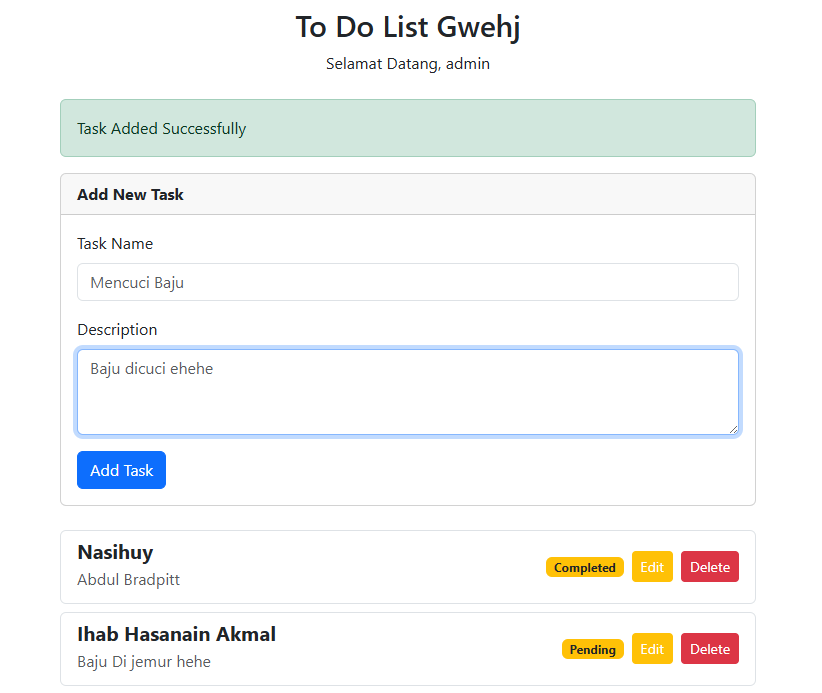 To Do List Gwehj
Selamat Datang, admin
Task Added Successfully
Add New Task
Task Name
Mencuci Baju
Description
Baju dicuci ehehe
Add Task
Nasihuy
Abdul Bradpitt
Completed Edit Delete
Ihab Hasanain Akmal
Baju Di jemur hehe
Pending Edit Delete